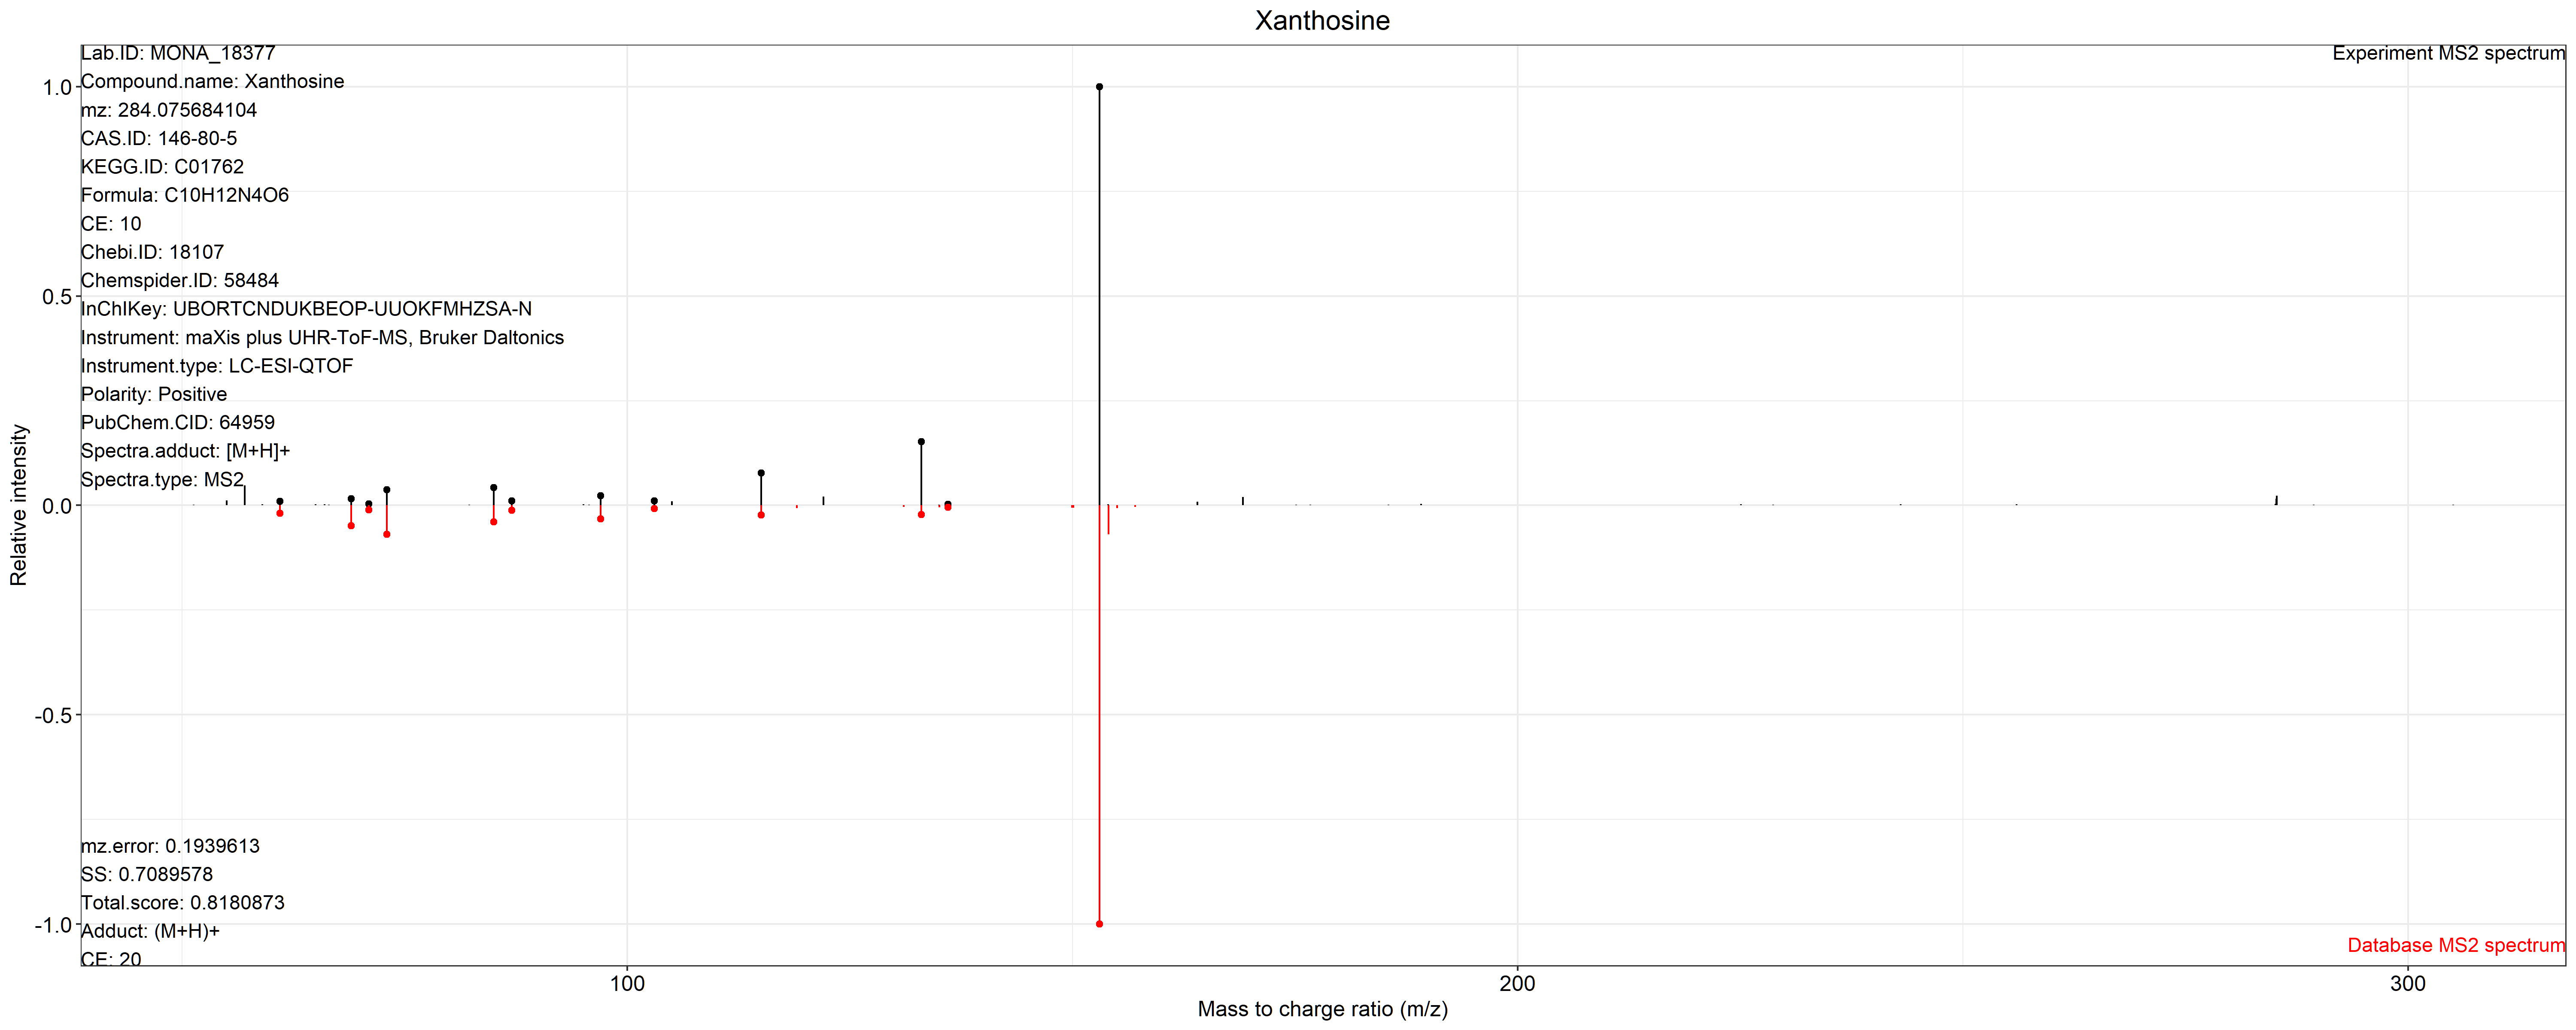 Xanthosine
Lab.ID: MONA_18377
Experiment MS2 spectrum
Compound.name: Xanthosine
mz: 284.075684104
CAS.ID: 146-80-5
KEGG.ID: C01762
Formula: C10H12N4O6
CE: 10
Chebi.ID: 18107
Chemspider.ID: 58484
InChIKey: UBORTCNDUKBEOP-UUOKFMHZSA-N
Instrument: maXis plus UHR-ToF-MS, Bruker Daltonics
Instrument.type: LC-ESI-QTOF
Polarity: Positive
PubChem.CID: 64959
Spectra.adduct: [M+H]+
Spectra.type: MS2
mz.error: 0.1939613
SS: 0.7089578
Total.score: 0.8180873
Adduct: (M+H)+
CE: 20
Database MS2 spectrum
1.0
0.5
0.0
-0.5
-1.0
Relative intensity
100
200
300
Mass to charge ratio (m/z)